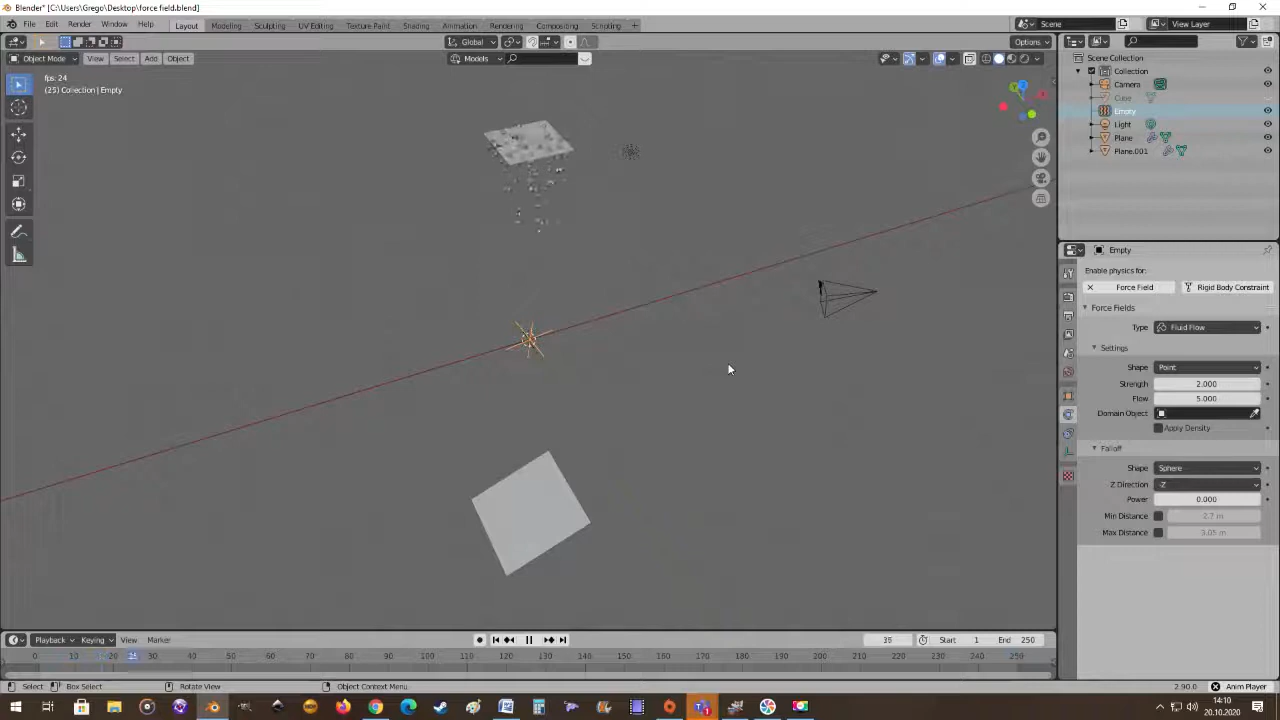 Blender* [C:\Users\Grego\Desktop\force field.blend]
File Edit Render Window Help
Layout Modeling Sculpting UV Editing Texture Paint Shading Animation Rendering Compositing Scripting +
Scene
View Layer
Global
Options
Object Mode
View Select Add Object
Models
fps: 24
(25) Collection | Empty
Scene Collection
Collection
Camera
Cube
Empty
Light
Plane
Plane.001
Empty
Enable physics for:
Force Field
Rigid Body Constraint
Force Fields
Type Fluid Flow
Settings
Shape Point
Strength 2.000
Flow 5.000
Domain Object
Apply Density
Falloff
Shape Sphere
Z Direction -Z
Power 0.000
Min Distance 2.7 m
Max Distance 3.05 m
Playback Keying View Marker
35 Start 1 End 250
0 10 20 25 30 40 50 60 70 80 90 100 110 120 130 140 150 160 170 180 190 200 210 220 230 240 250
Select Box Select Rotate View Object Context Menu 2.90.0 Anim Player
14:10
20.10.2020